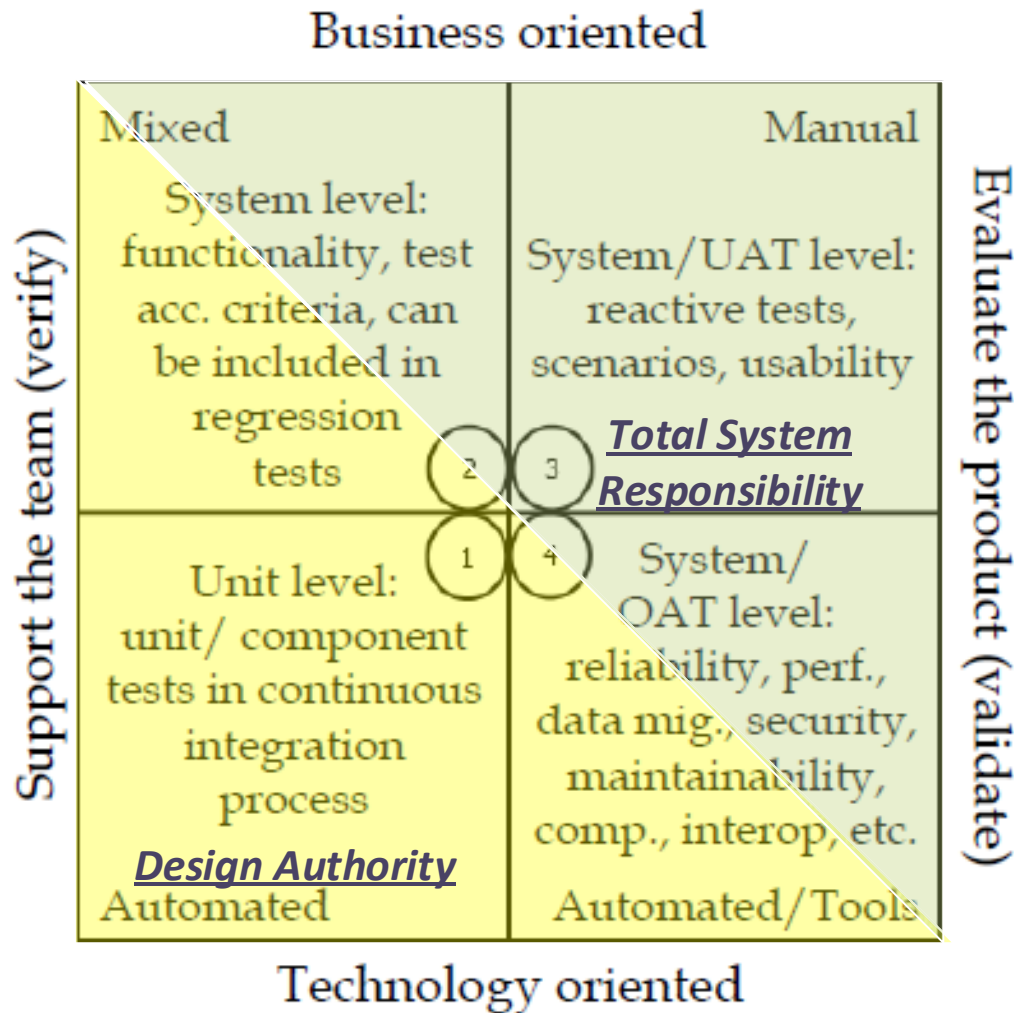 Business oriented
Support the team (verify)
Mixed
System level:
functionality, test
acc. criteria, can
be included in
regression
tests
2
Manual
System/UAT level:
reactive tests,
scenarios, usability
Total System
Responsibility
3
1
Unit level:
unit/ component
tests in continuous
integration
process
Design Authority
Automated
4
System/
OAT level:
reliability, perf.,
data mig., security,
maintainability,
comp., interop, etc.
Automated/Tools
Evaluate the product (validate)
Technology oriented